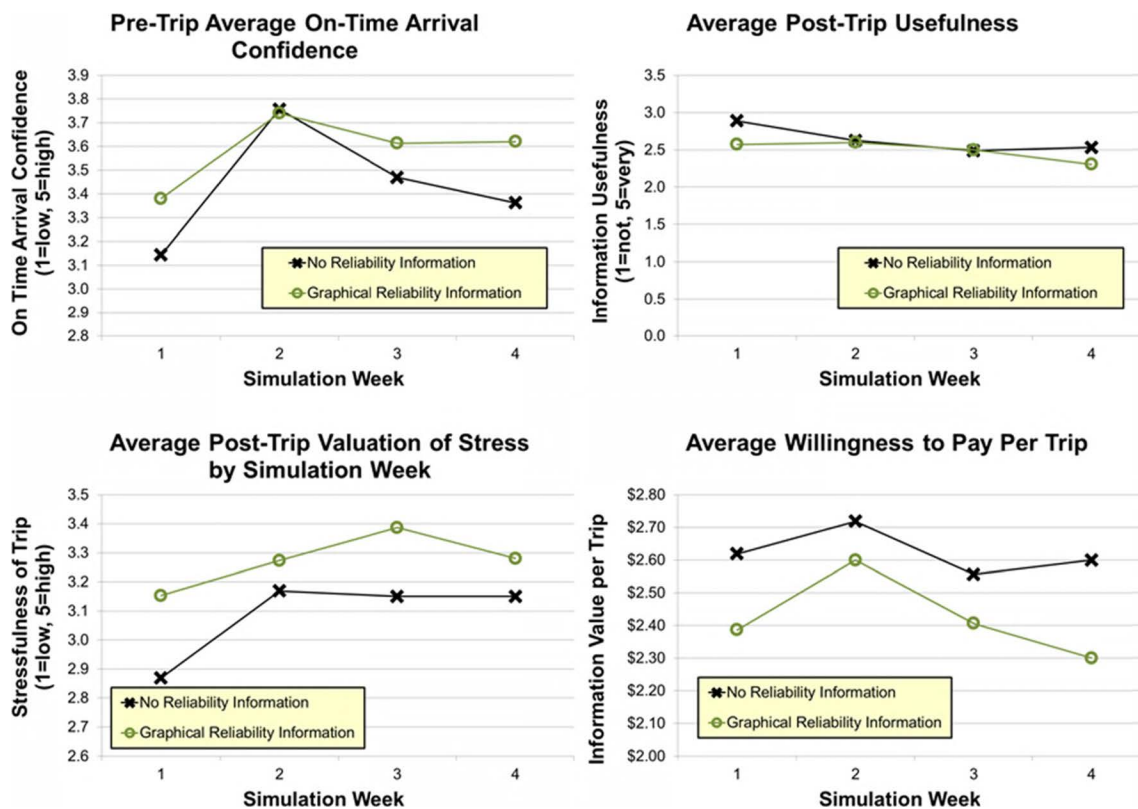 Pre-Trip Average On-Time Arrival
Confidence
On Time Arrival Confidence
(1=low, 5=high)
3.9
3.8
3.7
3.6
3.5
3.4
3.3
3.2
3.1
3.0
2.9
2.8
No Reliability Information
Graphical Reliability Information
1 2 3 4
Simulation Week
Average Post-Trip Usefulness
Information Usefulness
(1=not, 5=very)
3.5
3.0
2.5
2.0
1.5
1.0
0.5
0.0
No Reliability Information
Graphical Reliability Information
1 2 3 4
Simulation Week
Average Post-Trip Valuation of Stress
by Simulation Week
Stressfulness of Trip
(1=low, 5=high)
3.5
3.4
3.3
3.2
3.1
3.0
2.9
2.8
2.7
2.6
No Reliability Information
Graphical Reliability Information
1 2 3 4
Simulation Week
Average Willingness to Pay Per Trip
Information Value per Trip
$2.80
$2.70
$2.60
$2.50
$2.40
$2.30
$2.20
$2.10
$2.00
No Reliability Information
Graphical Reliability Information
1 2 3 4
Simulation Week